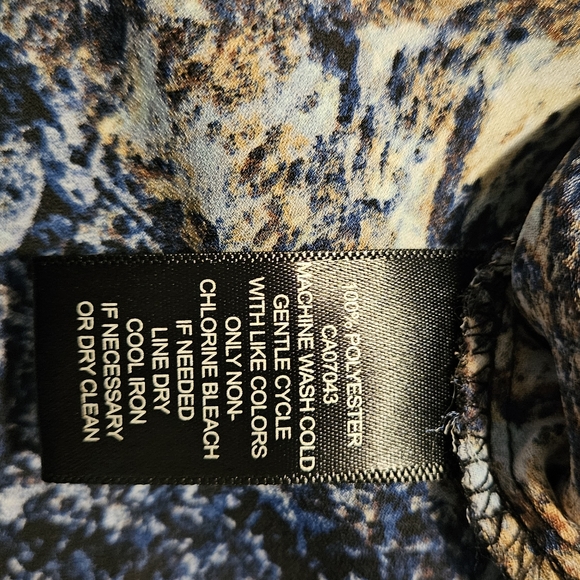 100% POLYESTER
CA07043
MACHINE WASH COLD
GENTLE CYCLE
WITH LIKE COLORS
ONLY NON-
CHLORINE BLEACH
IF NEEDED
LINE DRY
COOL IRON
IF NECESSARY
OR DRY CLEAN